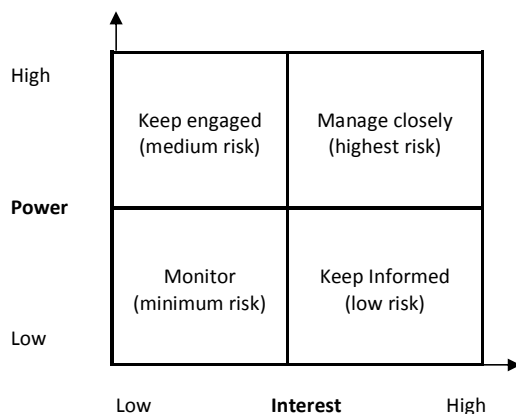 High
Keep engaged
(medium risk)
Manage closely
(highest risk)
Power
Monitor
(minimum risk)
Keep Informed
(low risk)
Low
Low
Interest
High